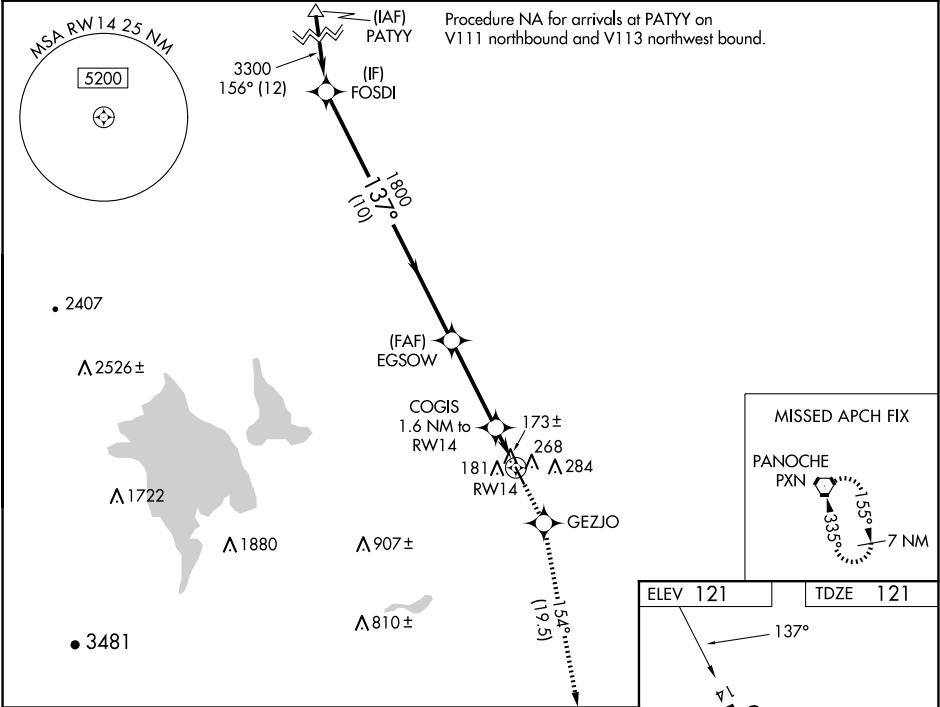 MSA RW14 25 NM
5200
(IAF)
PATYY
Procedure NA for arrivals at PATYY on
V111 northbound and V113 northwest bound.
3300
156° (12)
(IF)
FOSDI
1800
137°
(10)
2407
2526±
(FAF)
EGSOW
COGIS
1.6 NM to
RW14
173±
268
181
284
RW14
1722
GEZJO
1880
907±
810±
3481
154°
(19.5)
MISSED APCH FIX
PANOCHE
PXN
155°
335°
7 NM
ELEV 121
TDZE 121
137°
14